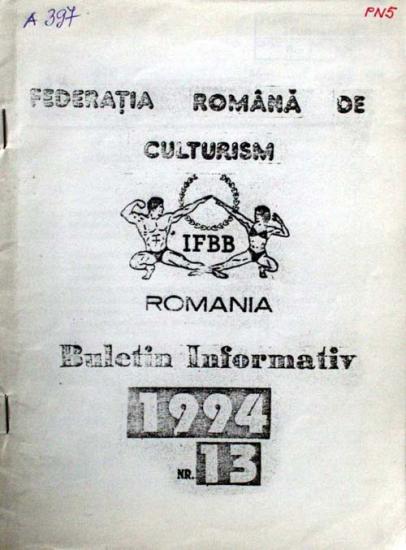 A 397
PN5
FEDERAȚIA ROMÂNĂ DE
CULTURISM
IFBB
ROMANIA
Buletin Informativ
1994
NR. 13